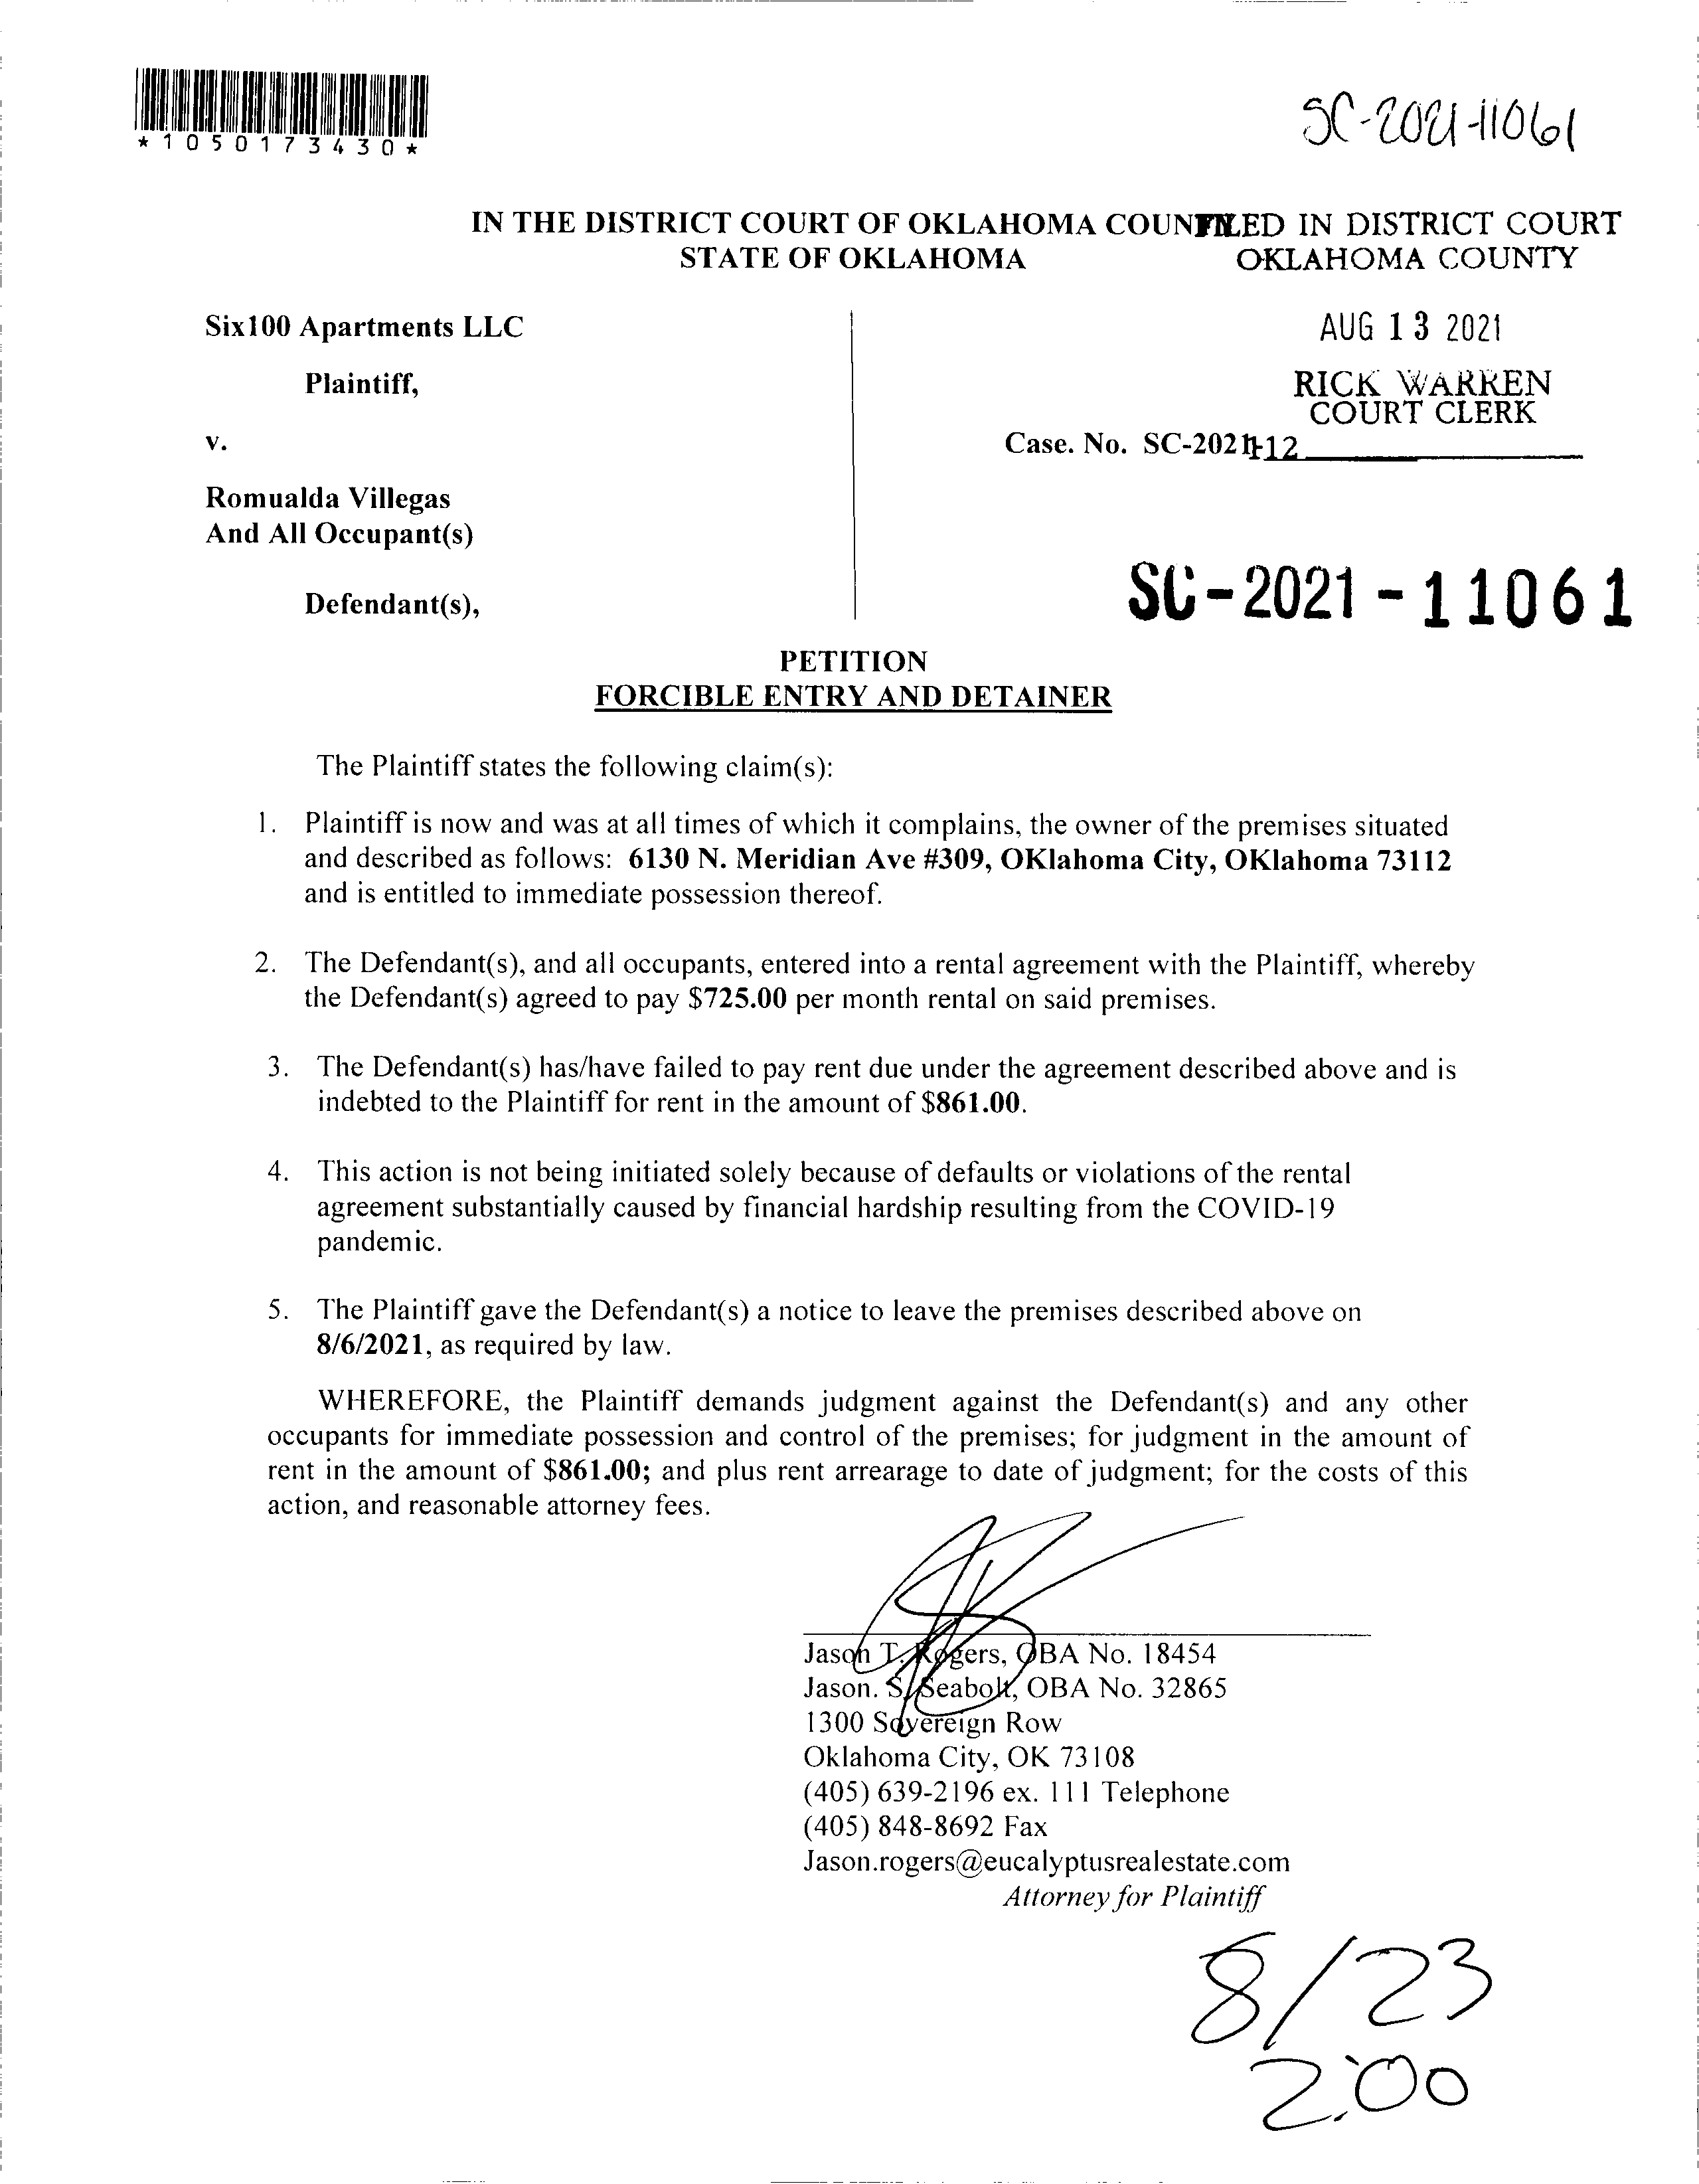 *1050173430*
SC-2021-11061
IN THE DISTRICT COURT OF OKLAHOMA COUN
FILED IN DISTRICT COURT
STATE OF OKLAHOMA
OKLAHOMA COUNTY
Six100 Apartments LLC
AUG 13 2021
Plaintiff,
RICK WARREN
COURT CLERK
v.
Case. No. SC-2021-
112
Romualda Villegas
And All Occupant(s)
SC-2021-11061
Defendant(s),
PETITION
FORCIBLE ENTRY AND DETAINER
The Plaintiff states the following claim(s):
1. Plaintiff is now and was at all times of which it complains, the owner of the premises situated
and described as follows: 6130 N. Meridian Ave #309, OKlahoma City, OKlahoma 73112
and is entitled to immediate possession thereof.
2. The Defendant(s), and all occupants, entered into a rental agreement with the Plaintiff, whereby
the Defendant(s) agreed to pay $725.00 per month rental on said premises.
3. The Defendant(s) has/have failed to pay rent due under the agreement described above and is
indebted to the Plaintiff for rent in the amount of $861.00.
4. This action is not being initiated solely because of defaults or violations of the rental
agreement substantially caused by financial hardship resulting from the COVID-19
pandemic.
5. The Plaintiff gave the Defendant(s) a notice to leave the premises described above on
8/6/2021, as required by law.
WHEREFORE, the Plaintiff demands judgment against the Defendant(s) and any other
occupants for immediate possession and control of the premises; for judgment in the amount of
rent in the amount of $861.00; and plus rent arrearage to date of judgment; for the costs of this
action, and reasonable attorney fees.
Jason T. Rogers, OBA No. 18454
Jason. S. Seabolt, OBA No. 32865
1300 Sovereign Row
Oklahoma City, OK 73108
(405) 639-2196 ex. 111 Telephone
(405) 848-8692 Fax
Jason.rogers@eucalyptusrealestate.com
Attorney for Plaintiff
8/23
2:00